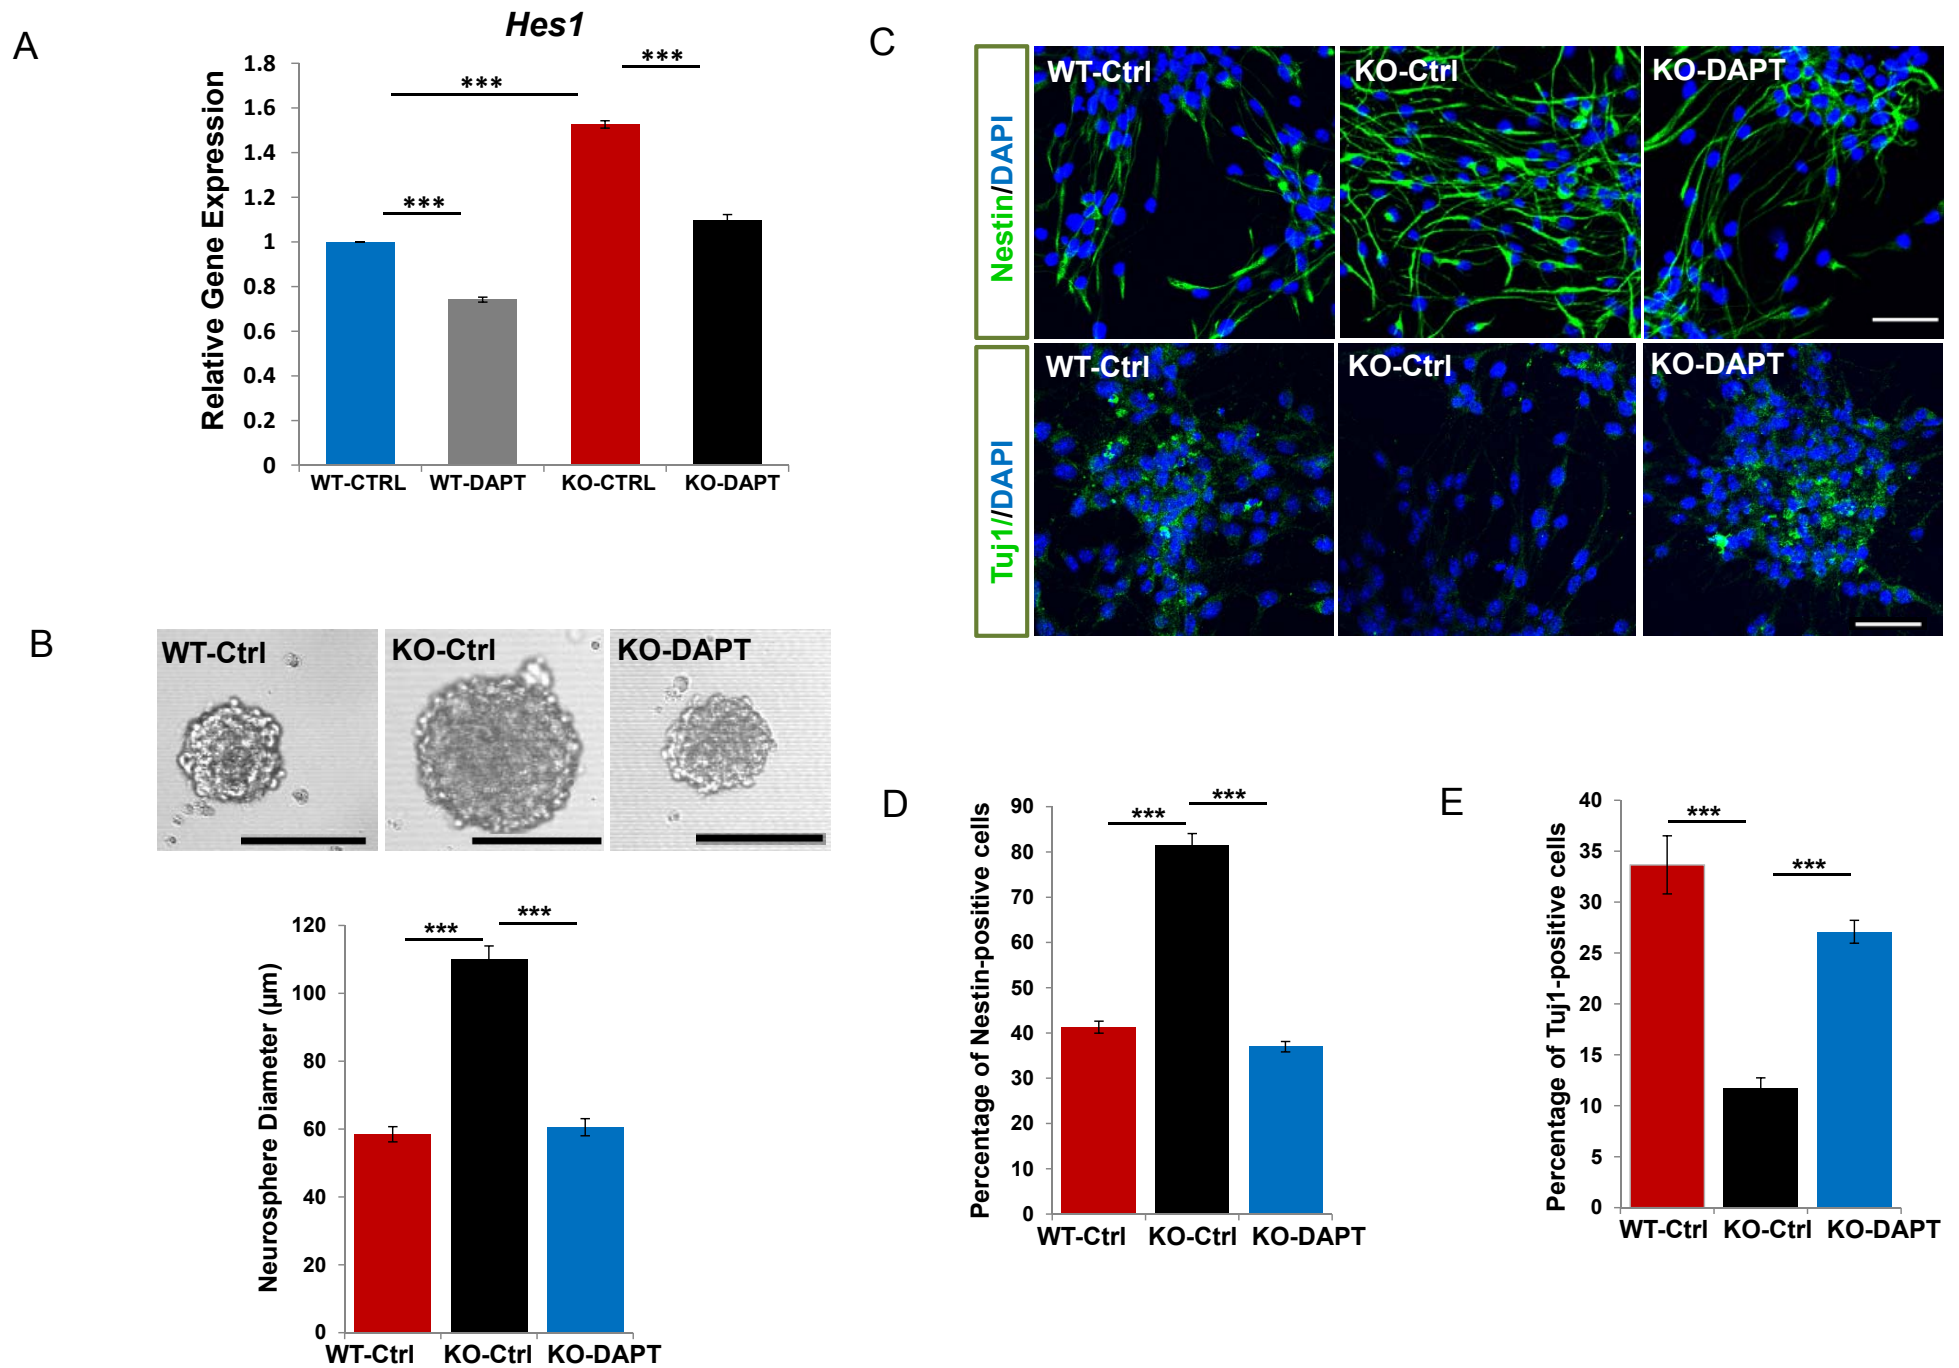 A
Hes1
Relative Gene Expression
1.8
1.6
1.4
1.2
1
0.8
0.6
0.4
0.2
0
***
***
***
WT-CTRL WT-DAPT KO-CTRL KO-DAPT
B
WT-Ctrl KO-Ctrl KO-DAPT
Neurosphere Diameter (µm)
120
100
80
60
40
20
0
***
***
WT-Ctrl KO-Ctrl KO-DAPT
C
Nestin/DAPI
WT-Ctrl KO-Ctrl KO-DAPT
Tuj1//DAPI
WT-Ctrl KO-Ctrl KO-DAPT
D
Percentage of Nestin-positive cells
90
80
70
60
50
40
30
20
10
0
***
***
WT-Ctrl KO-Ctrl KO-DAPT
E
Percentage of Tuj1-positive cells
40
35
30
25
20
15
10
5
0
***
***
WT-Ctrl KO-Ctrl KO-DAPT